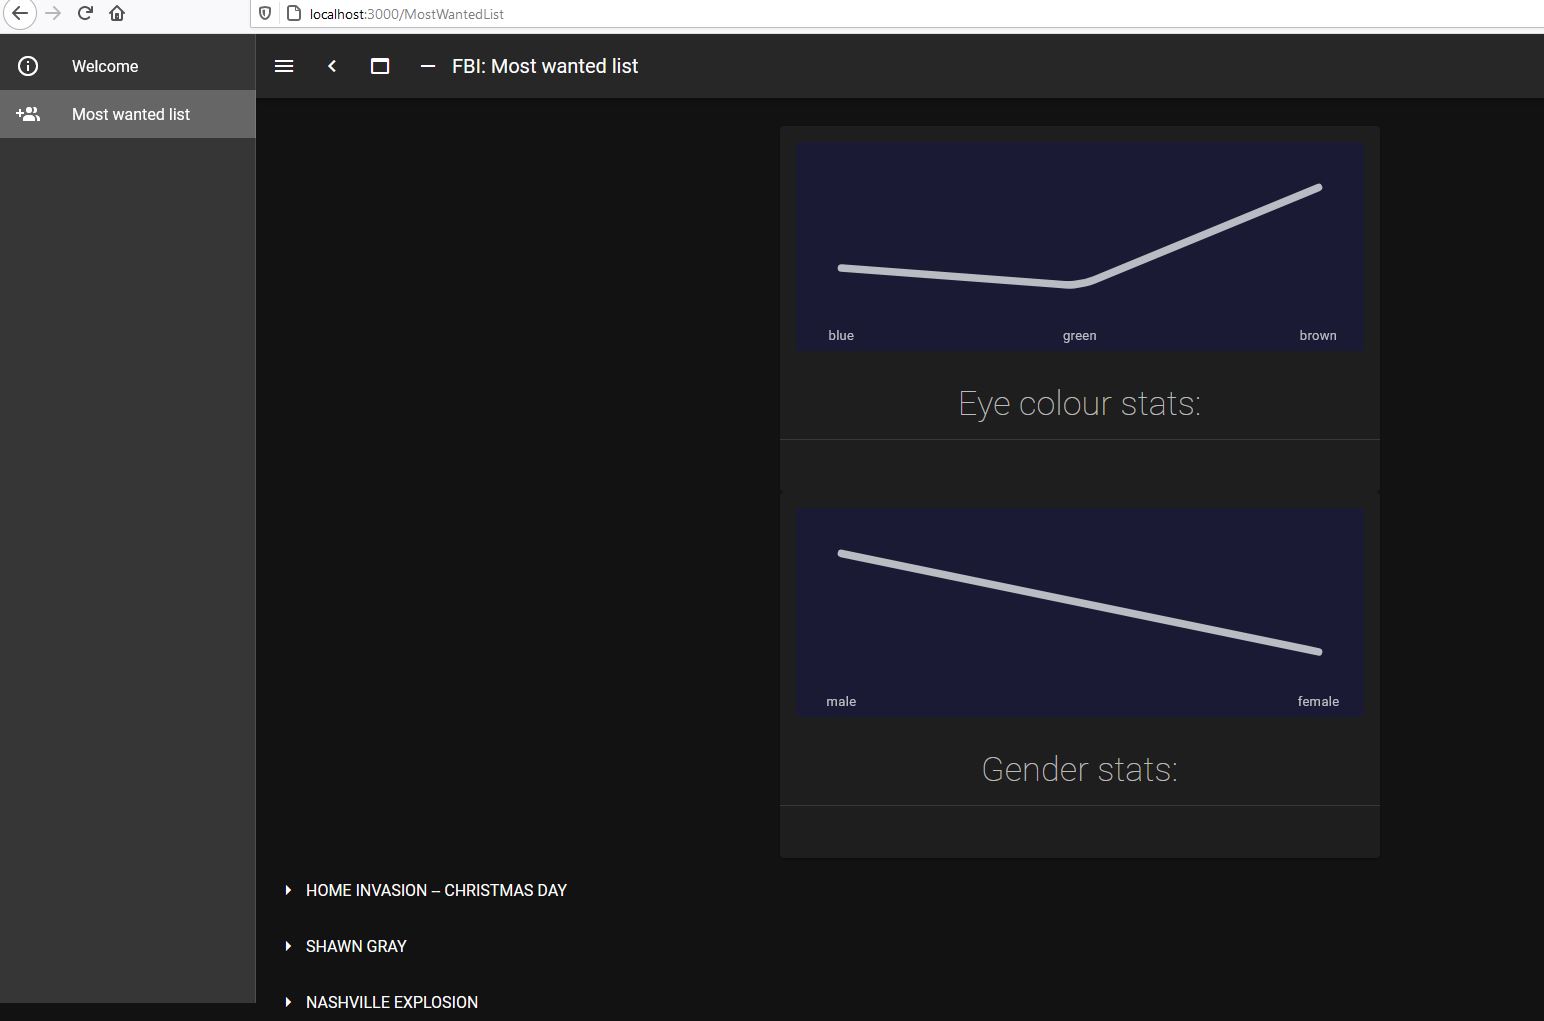 localhost:3000/MostWantedList
Welcome
Most wanted list
FBI: Most wanted list
blue green brown
Eye colour stats:
male female
Gender stats:
HOME INVASION – CHRISTMAS DAY
SHAWN GRAY
NASHVILLE EXPLOSION